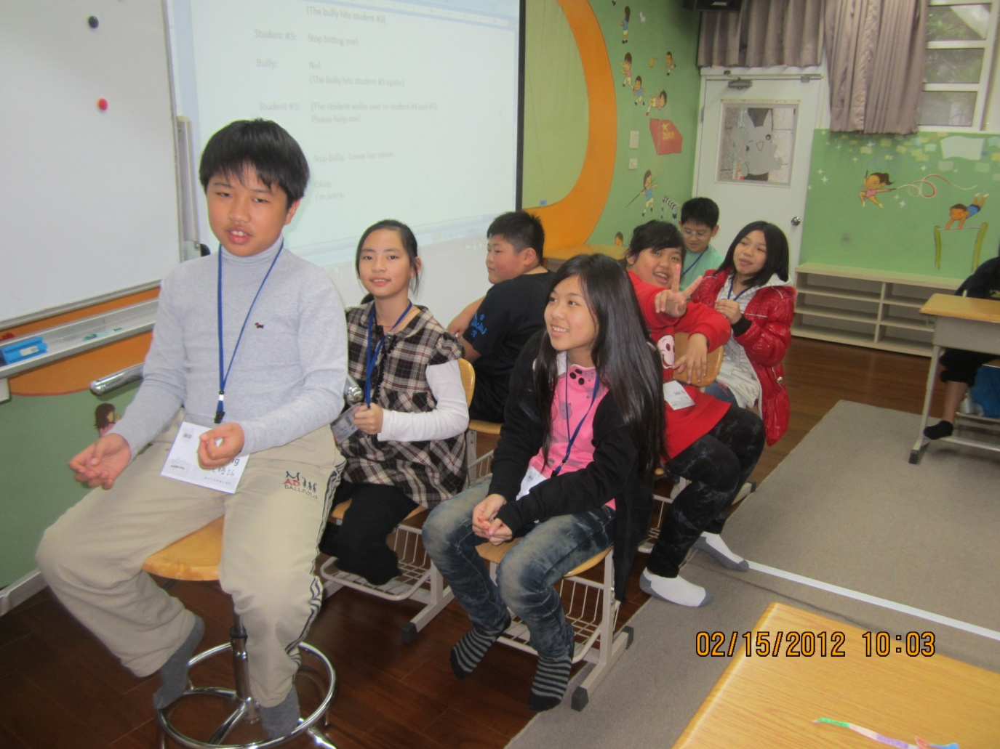 (The bully hits student #3)
Student #3: Stop hitting me!
Bully: No!
(The bully hits student #3 again)
Student #3: (The student walks over to student #4 and #5)
Please help me!
Stop bully. Leave her alone.
Okay
I'm sorry.
BALLPOLO
02/15/2012 10:03